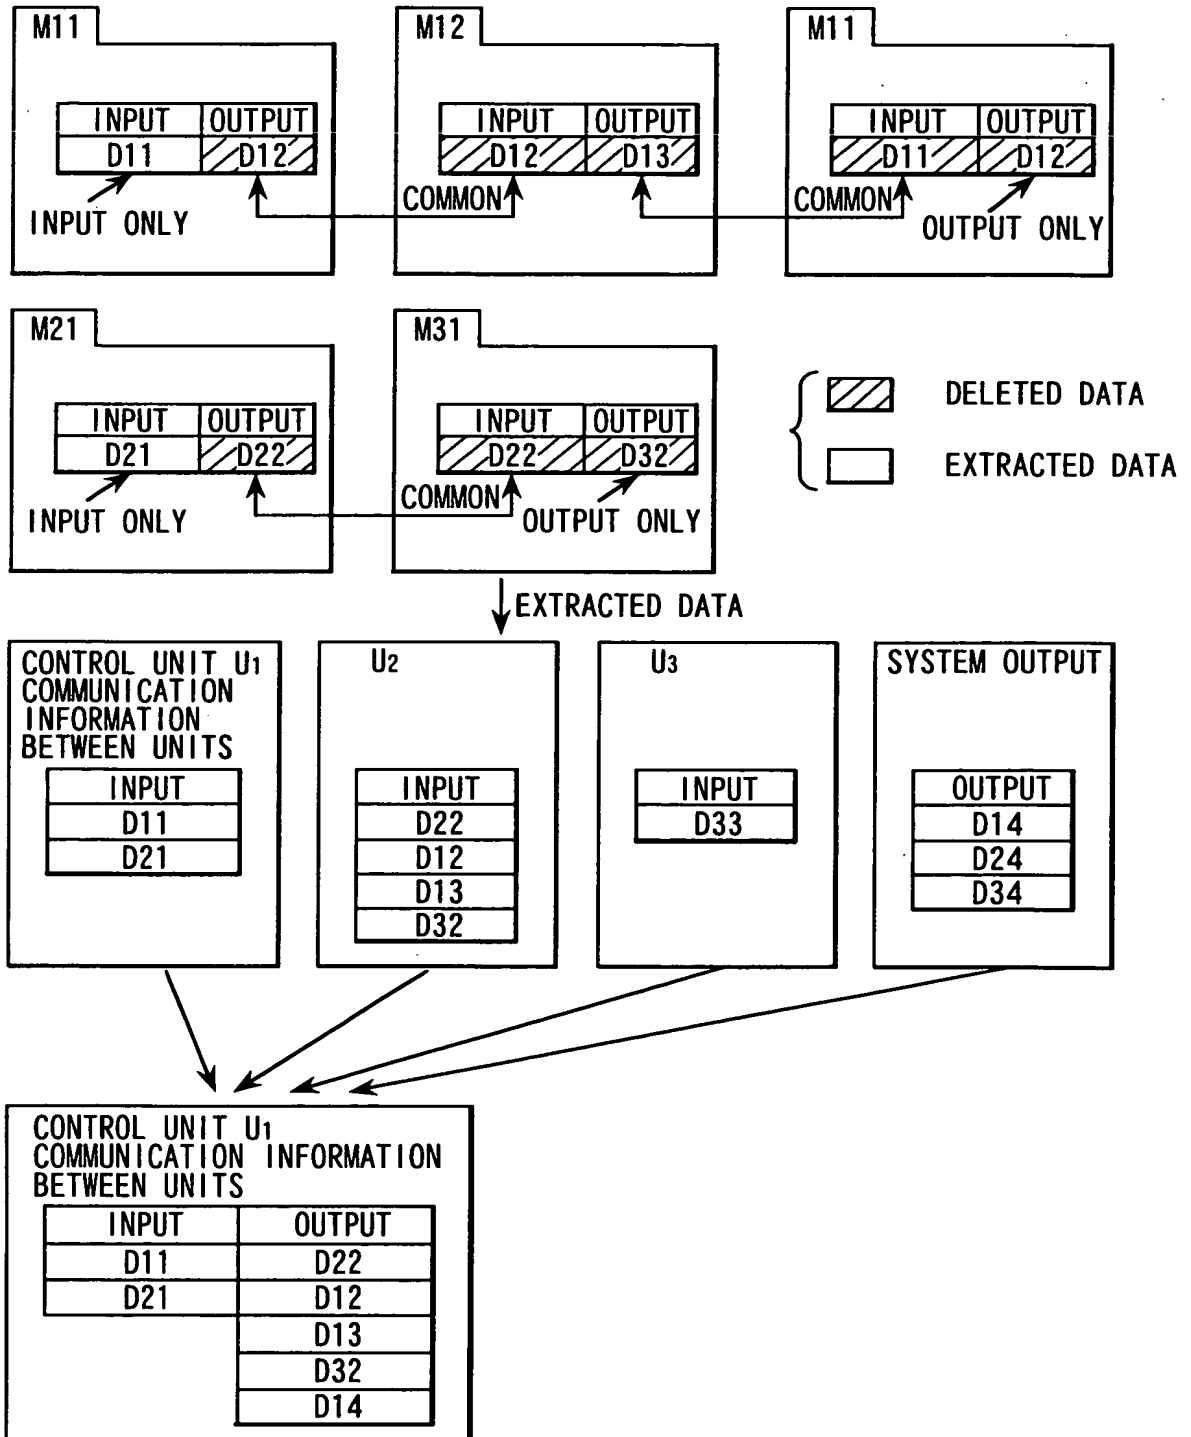 M11
INPUT OUTPUT
D11 D12
INPUT ONLY
M12
INPUT OUTPUT
D12 D13
COMMON
M11
INPUT OUTPUT
D11 D12
COMMON
OUTPUT ONLY
M21
INPUT OUTPUT
D21 D22
INPUT ONLY
M31
INPUT OUTPUT
D22 D32
COMMON
OUTPUT ONLY
DELETED DATA
EXTRACTED DATA
EXTRACTED DATA
CONTROL UNIT U1
COMMUNICATION
INFORMATION
BETWEEN UNITS
INPUT
D11
D21
U2
INPUT
D22
D12
D13
D32
U3
INPUT
D33
SYSTEM OUTPUT
OUTPUT
D14
D24
D34
CONTROL UNIT U1
COMMUNICATION INFORMATION
BETWEEN UNITS
INPUT OUTPUT
D11 D22
D21 D12
D13
D32
D14